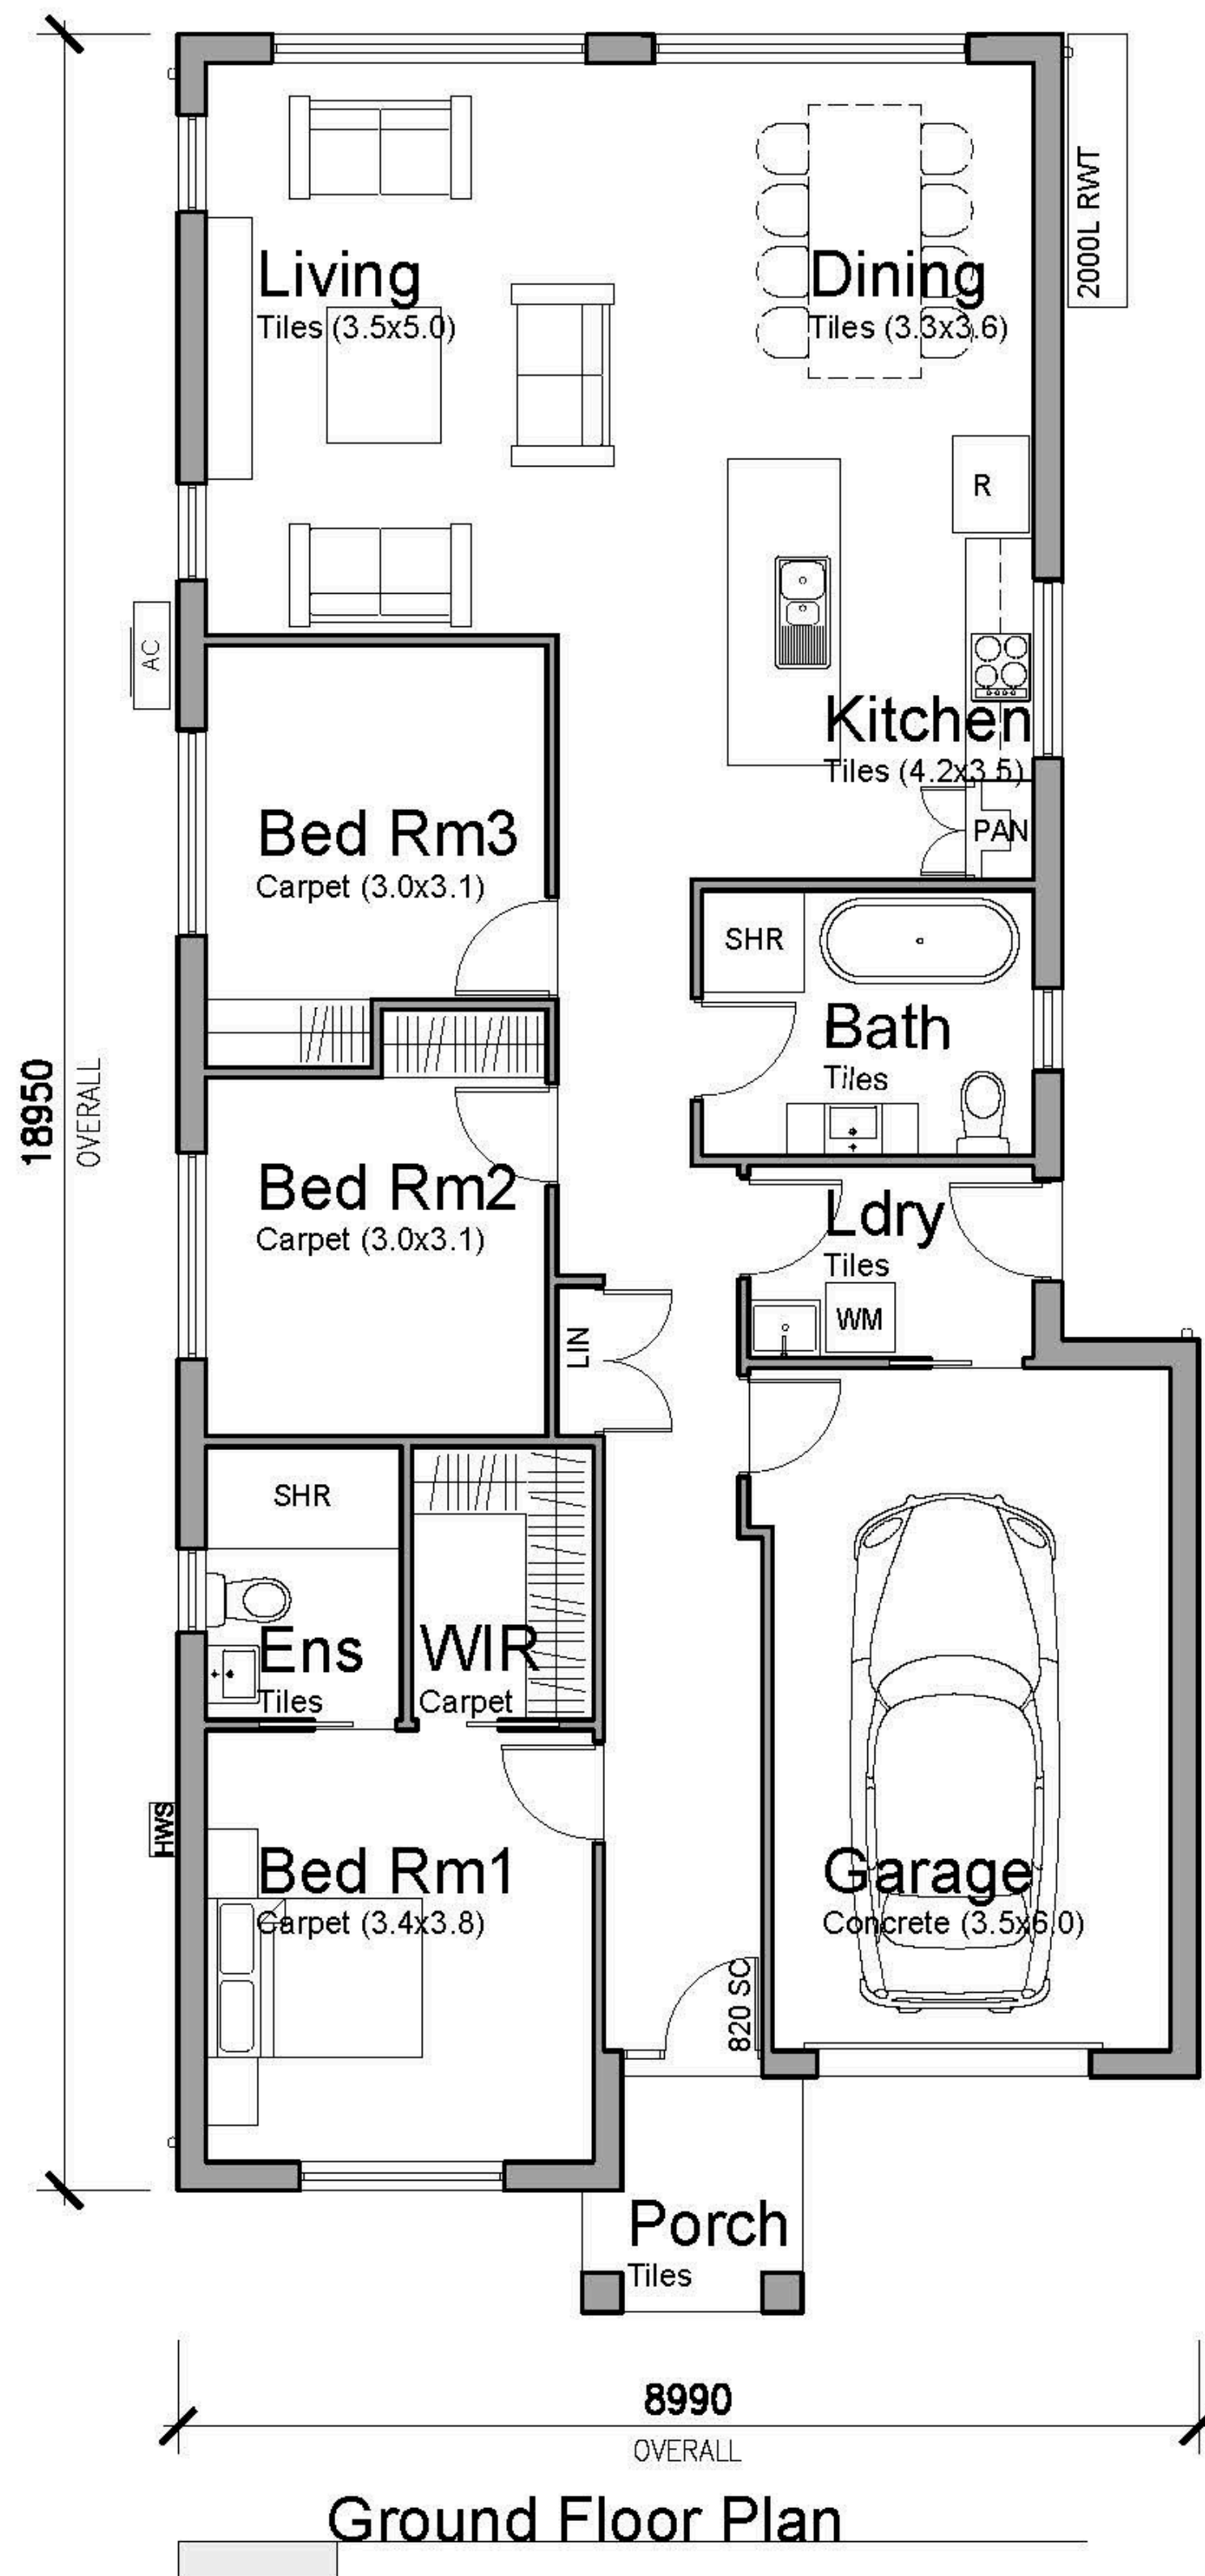 2000L RWT
Living
Tiles (3.5x5.0)
Dining
Tiles (3.3x3.6)
R
AC
Kitchen
Tiles (4.2x3.5)
PAN
Bed Rm3
Carpet (3.0x3.1)
SHR
Bath
Tiles
18950
OVERALL
Bed Rm2
Carpet (3.0x3.1)
Ldry
Tiles
WM
LIN
SHR
Ens
Tiles
WIR
Carpet
HWS
Bed Rm1
Carpet (3.4x3.8)
Garage
Concrete (3.5x6.0)
820 SC
Porch
Tiles
8990
OVERALL
Ground Floor Plan